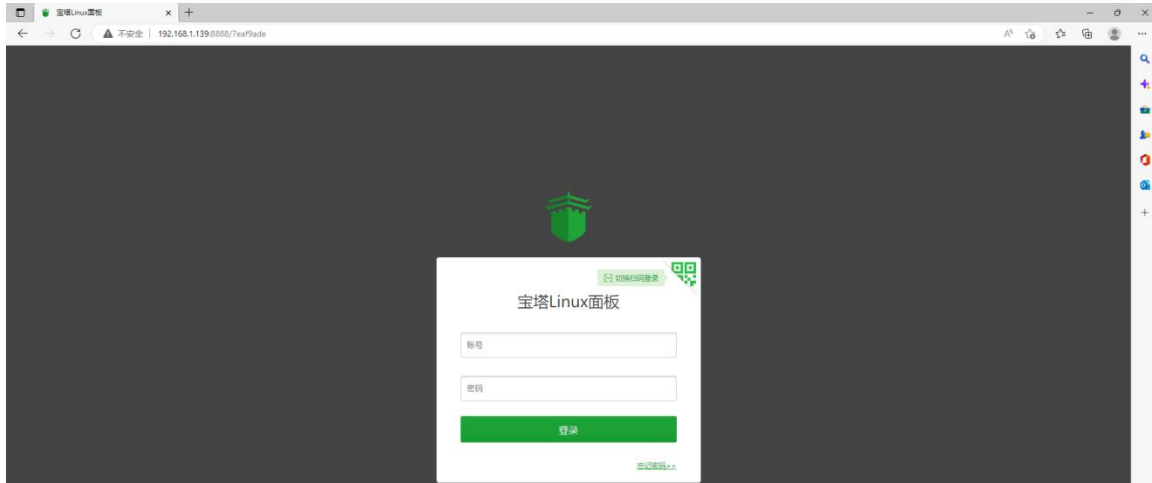 宝塔Linux面板
不安全 | 192.168.1.139:8888/7eaf9ade
切换扫码登录
宝塔Linux面板
账号
密码
登录
忘记密码>>